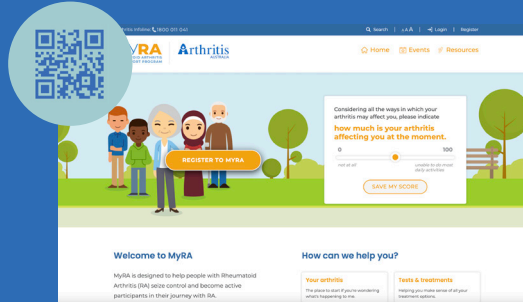 hritis Infoline 1800 011 041
Search | A A A | Login | Register
RA
Arthritis
AUSTRALIA
Home Events Resources
Considering all the ways in which your
arthritis may affect you, please indicate
how much is your arthritis
affecting you at the moment.
0 100
not at all unable to do most
daily activities
SAVE MY SCORE
REGISTER TO MYRA
Welcome to MyRA
MyRA is designed to help people with Rheumatoid
Arthritis (RA) seize control and become active
participants in their journey with RA.
How can we help you?
Your arthritis
The place to start if you're wondering
what's happening to me.
Tests & treatments
Helping you make sense of all your
treatment options.